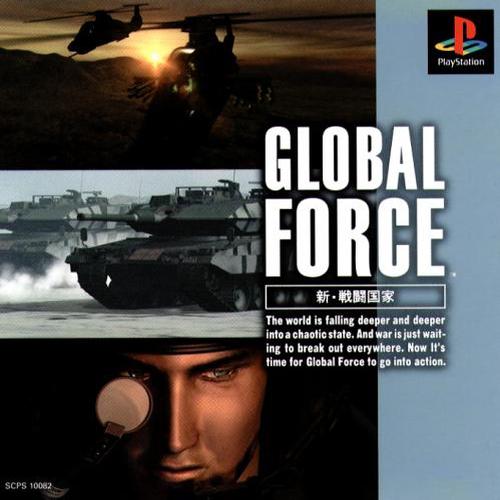 PlayStation
GLOBAL
FORCE
™
新・戦闘国家
The world is falling deeper and deeper
into a chaotic state. And war is just wait-
ing to break out everywhere. Now It's
time for Global Force to go into action.
SCPS 10082